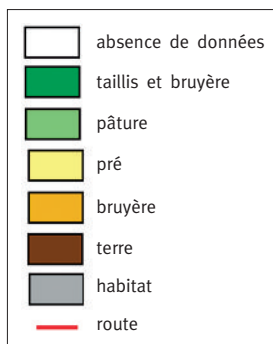 absence de données
taillis et bruyère
pâture
pré
bruyère
terre
habitat
route